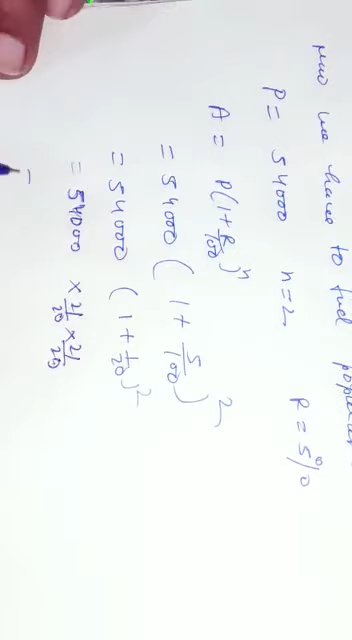 we have to find
P = 54000 n = 2 R = 5%
A = P(1 + R/100)^n
= 54000 (1 + 5/100)^2
= 54000 (1 + 1/20)^2
= 54000 × 21/20 × 21/20
=